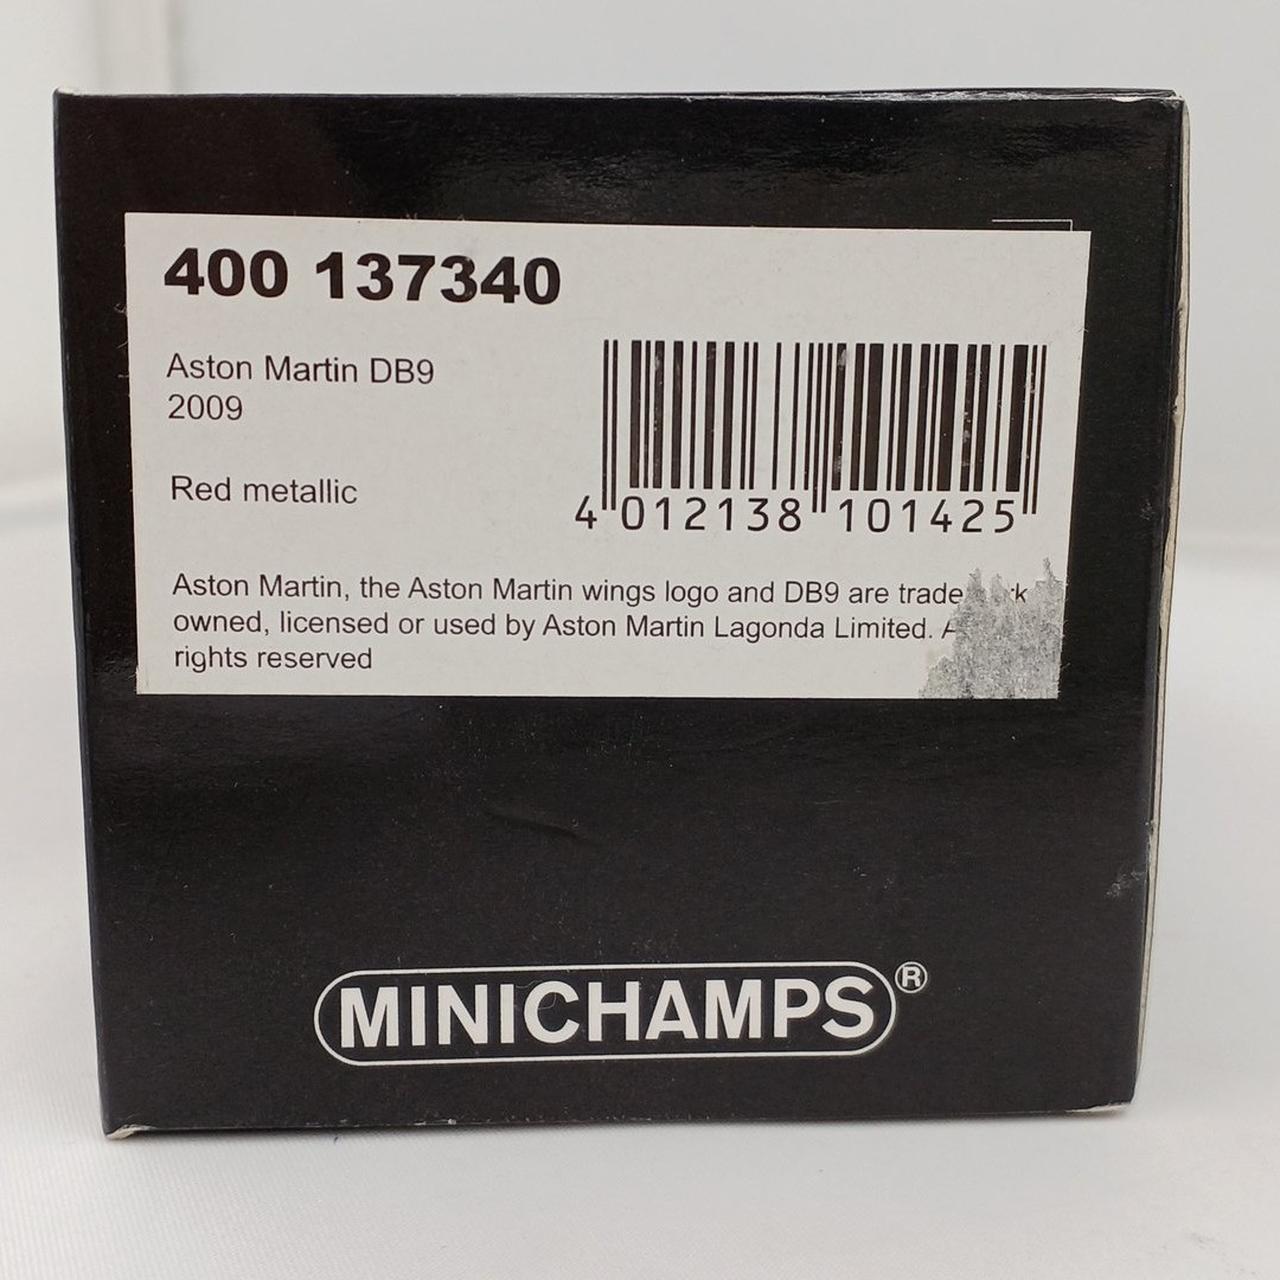 400 137340
Aston Martin DB9
2009
Red metallic
4 012138 101425
Aston Martin, the Aston Martin wings logo and DB9 are
owned, licensed or used by Aston Martin Lagonda Limited.
rights reserved
MINICHAMPS®